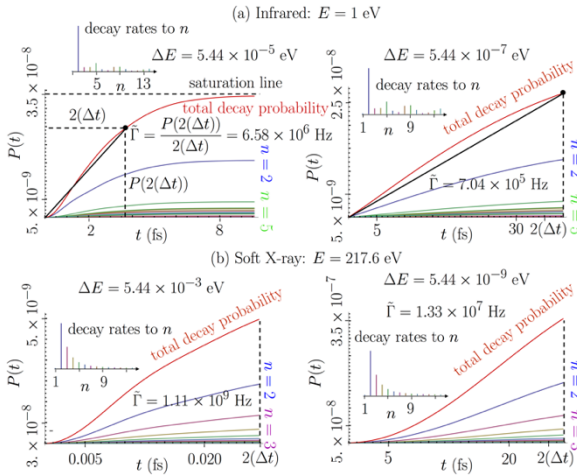 (a) Infrared: E = 1 eV
decay rates to n
5 n 13
ΔE = 5.44 × 10⁻⁵ eV
saturation line
total decay probability
2(Δt)
Γ̃ = P(2(Δt)) / 2(Δt) = 6.58 × 10⁶ Hz
P(2(Δt))
n = 2
n = 5
P(t)
5. × 10⁻⁹
3.5 × 10⁻⁸
2
8
t (fs)
ΔE = 5.44 × 10⁻⁷ eV
decay rates to n
1 n 9
total decay probability
Γ̃ = 7.04 × 10⁵ Hz
n = 2
n = 5
P(t)
5. × 10⁻⁹
2.5 × 10⁻⁸
5
t (fs)
30 2(Δt)
(b) Soft X-ray: E = 217.6 eV
ΔE = 5.44 × 10⁻³ eV
decay rates to n
1 n 9
total decay probability
Γ̃ = 1.11 × 10⁹ Hz
n = 2
n = 3
P(t)
3. × 10⁻⁸
5. × 10⁻⁹
0.005
t (fs)
0.020 2(Δt)
ΔE = 5.44 × 10⁻⁹ eV
Γ̃ = 1.33 × 10⁷ Hz
decay rates to n
1 n 9
total decay probability
n = 2
n = 3
P(t)
5. × 10⁻⁸
3.5 × 10⁻⁷
5
t (fs)
20 2(Δt)